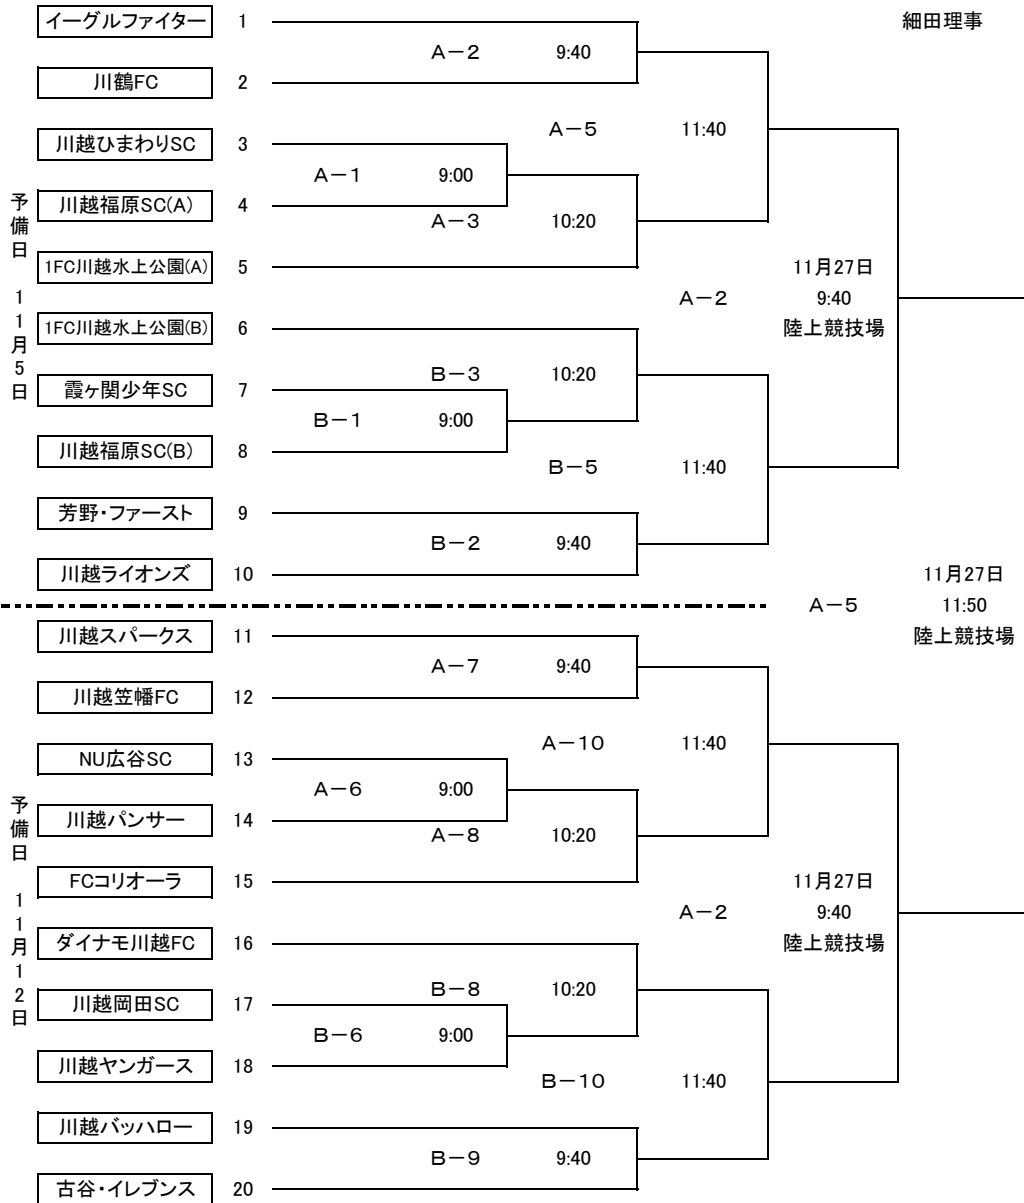 イーグルファイター 1 細田理事
A－2 9:40
川鶴FC 2
A－5 11:40
川越ひまわりSC 3
A－1 9:00
川越福原SC(A) 4
A－3 10:20
1FC川越水上公園(A) 5 11月27日
予備日 11月5日
A－2 9:40
1FC川越水上公園(B) 6 陸上競技場
B－3 10:20
霞ヶ関少年SC 7
B－1 9:00
川越福原SC(B) 8
B－5 11:40
芳野・ファースト 9
B－2 9:40
川越ライオンズ 10 11月27日
A－5 11:50
川越スパークス 11 陸上競技場
A－7 9:40
川越笠幡FC 12
A－10 11:40
NU広谷SC 13
A－6 9:00
川越パンサー 14
A－8 10:20
FCコリオーラ 15 11月27日
予備日 11月12日
A－2 9:40
ダイナモ川越FC 16 陸上競技場
B－8 10:20
川越岡田SC 17
B－6 9:00
川越ヤンガース 18
B－10 11:40
川越バッハロー 19
B－9 9:40
古谷・イレブンス 20